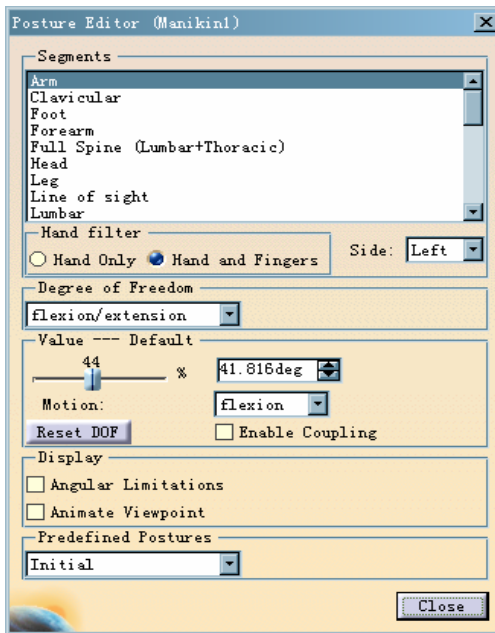 Posture Editor (Manikin1)
Segments
Arm
Clavicular
Foot
Forearm
Full Spine (Lumbar+Thoracic)
Head
Leg
Line of sight
Lumbar
Hand filter
Hand Only Hand and Fingers Side: Left
Degree of Freedom
flexion/extension
Value --- Default
44
% 41.816deg
Motion: flexion
Reset DOF Enable Coupling
Display
Angular Limitations
Animate Viewpoint
Predefined Postures
Initial
Close